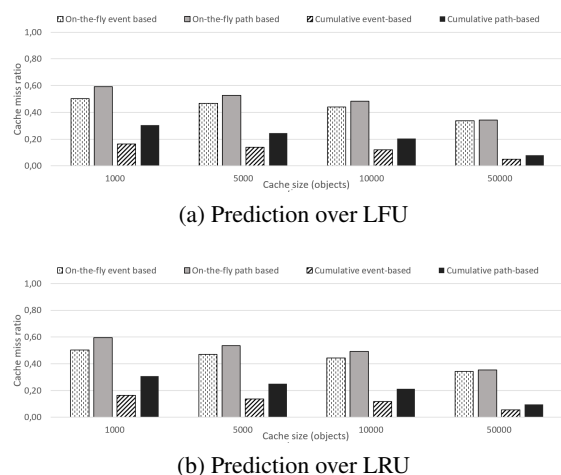 On-the-fly event based On-the-fly path based Cumulative event-based Cumulative path-based
1,00
0,80
0,60
0,40
0,20
0,00
Cache miss ratio
1000 5000 10000 50000
Cache size (objects)
(a) Prediction over LFU
On-the-fly event based On-the-fly path based Cumulative event-based Cumulative path-based
1,00
0,80
0,60
0,40
0,20
0,00
Cache miss ratio
1000 5000 10000 50000
Cache size (objects)
(b) Prediction over LRU